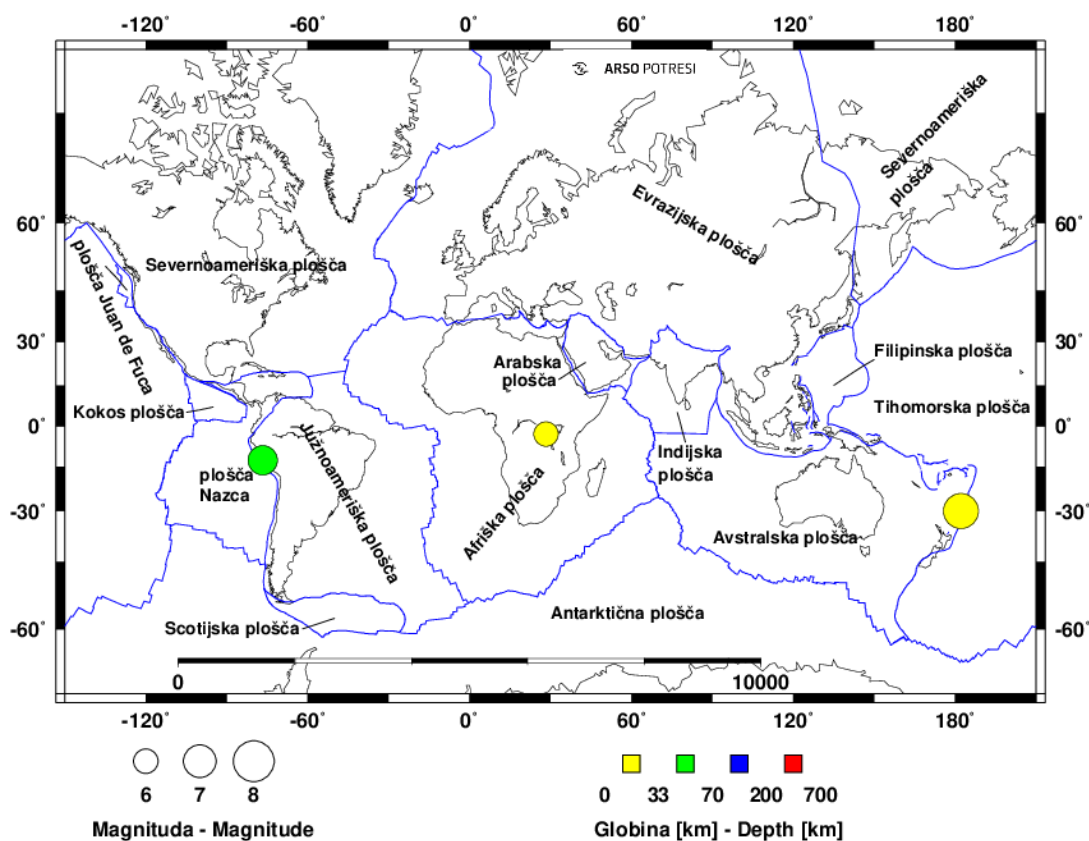 -120° -60° 0° 60° 120° 180°
ARSO POTRESI
Severnoameriška
plošča
Evrazijska plošča
60° 60°
Severnoameriška plošča
plošča Juan de Fuca
30° 30°
Arabska
plošča
Filipinska plošča
Kokos plošča
Tihomorska plošča
0° 0°
Južnoameriška plošča
Indijska
plošča
plošča
Nazca
Afriška plošča
-30° -30°
Avstralska plošča
Antarktična plošča
Scotijska plošča
-60° -60°
0 10000
-120° -60° 0° 60° 120° 180°
6 7 8
0 33 70 200 700
Magnituda - Magnitude
Globina [km] - Depth [km]